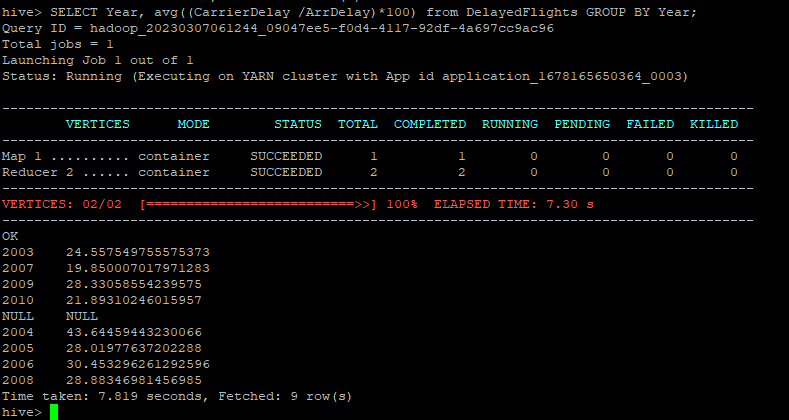 hive> SELECT Year, avg((CarrierDelay /ArrDelay)*100) from DelayedFlights GROUP BY Year;
Query ID = hadoop_20230307061244_09047ee5-f0d4-4117-92df-4a697cc9ac96
Total jobs = 1
Launching Job 1 out of 1
Status: Running (Executing on YARN cluster with App id application_1678165650364_0003)
----------------------------------------------------------------------------------------------
VERTICES MODE STATUS TOTAL COMPLETED RUNNING PENDING FAILED KILLED
----------------------------------------------------------------------------------------------
Map 1 .......... container SUCCEEDED 1 1 0 0 0 0
Reducer 2 ...... container SUCCEEDED 2 2 0 0 0 0
----------------------------------------------------------------------------------------------
VERTICES: 02/02 [==========================>>] 100% ELAPSED TIME: 7.30 s
----------------------------------------------------------------------------------------------
OK
2003 24.557549755575373
2007 19.850007017971283
2009 28.33058554239575
2010 21.89310246015957
NULL NULL
2004 43.64459443230066
2005 28.01977637202288
2006 30.453296261292596
2008 28.88346981456985
Time taken: 7.819 seconds, Fetched: 9 row(s)
hive>